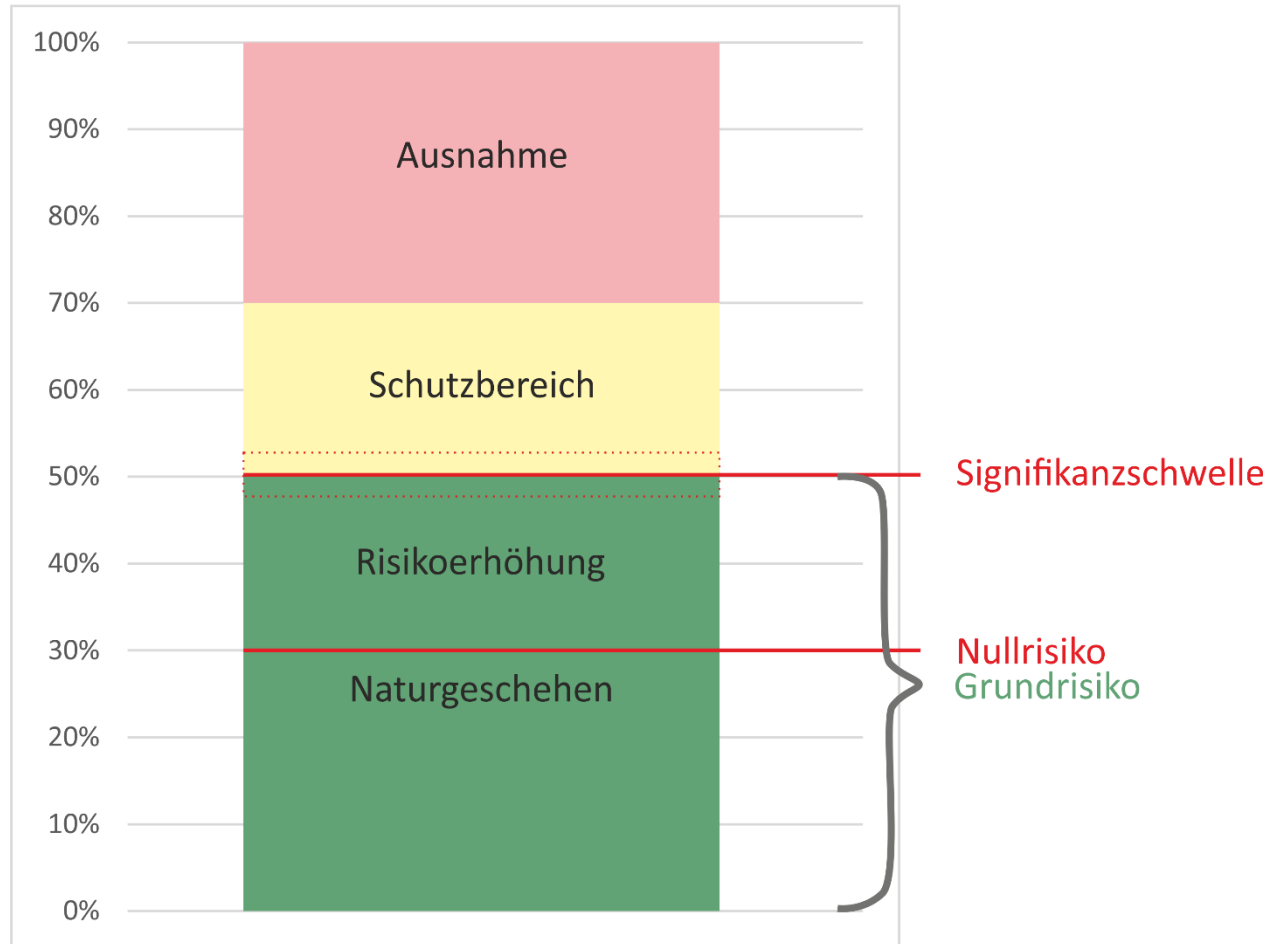 100%
90%
Ausnahme
80%
70%
Schutzbereich
60%
50%
Signifikanzschwelle
Risikoerhöhung
40%
30%
Nullrisiko
Naturgeschehen
Grundrisiko
20%
10%
0%